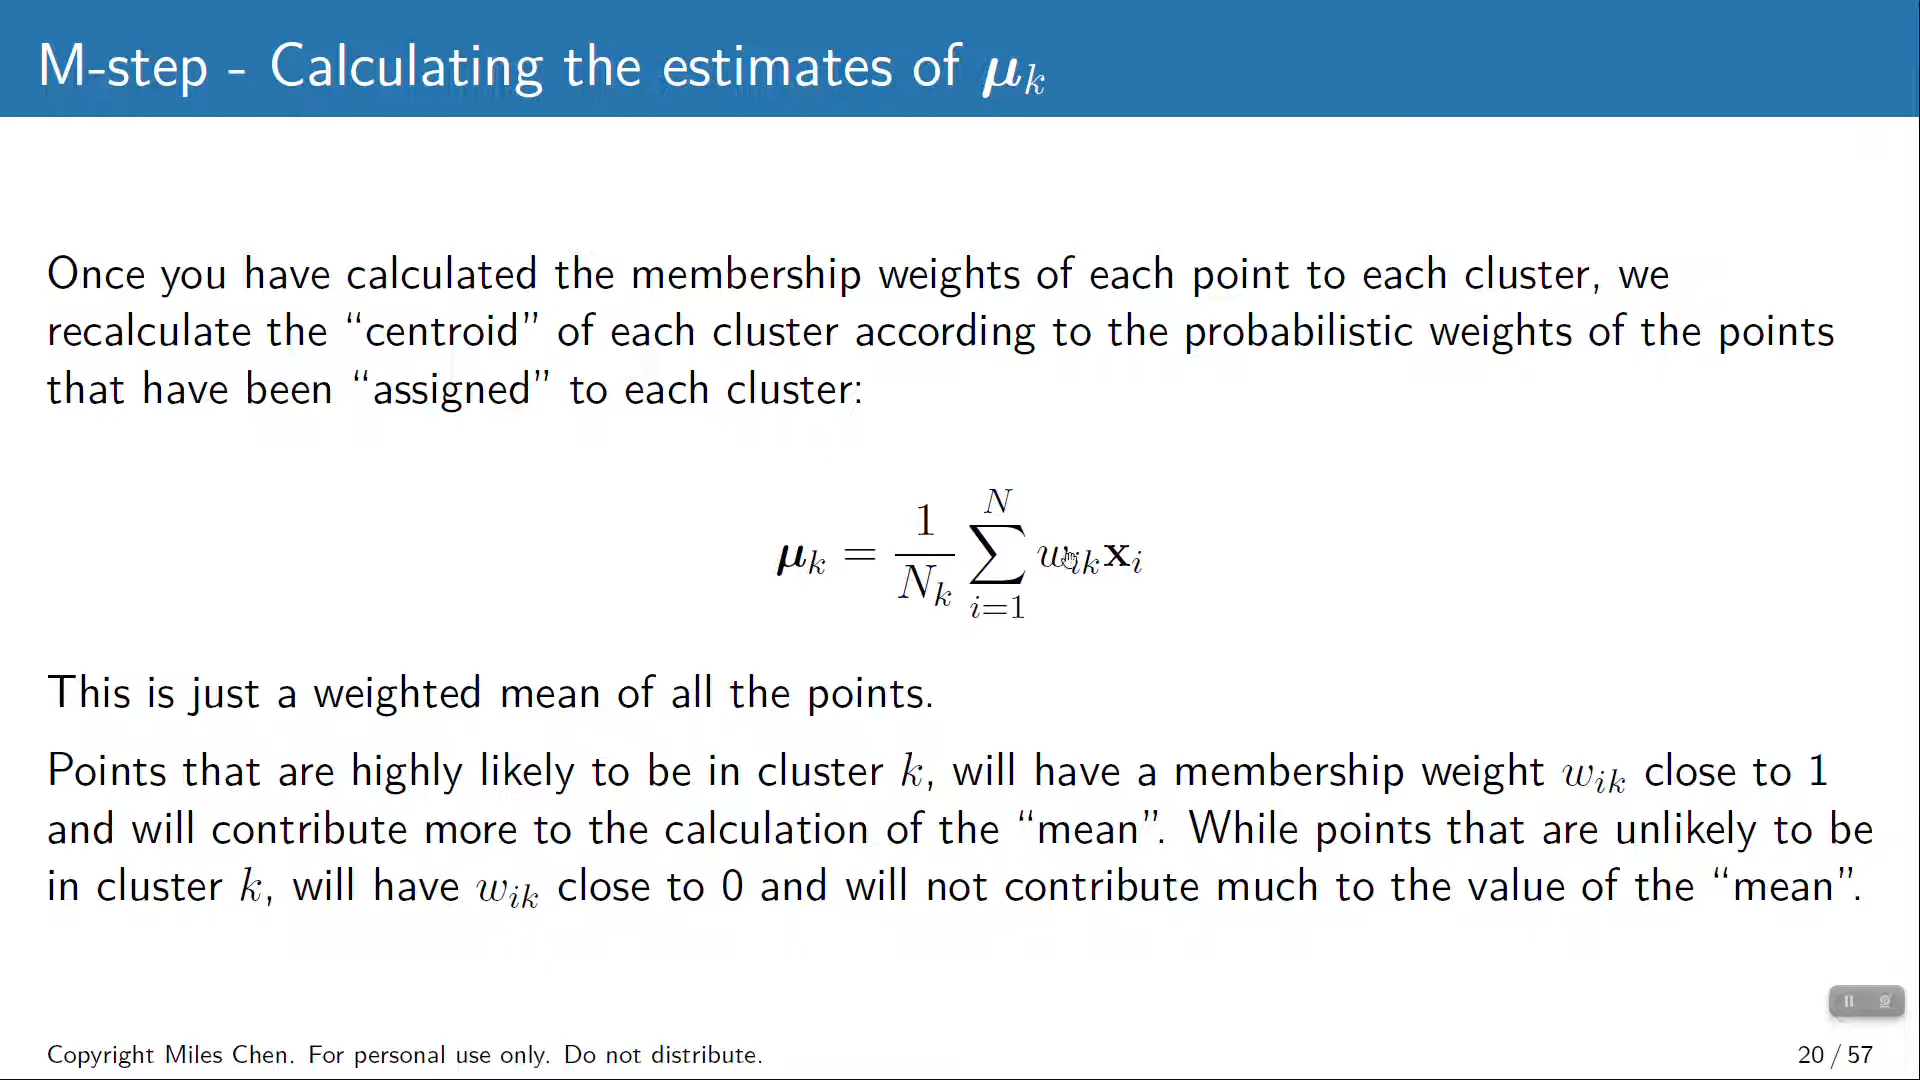 M-step - Calculating the estimates of μ_k
Once you have calculated the membership weights of each point to each cluster, we
recalculate the “centroid” of each cluster according to the probabilistic weights of the points
that have been “assigned” to each cluster:
μ_k = \frac{1}{N_k} \sum_{i=1}^{N} w_{ik} x_i
This is just a weighted mean of all the points.
Points that are highly likely to be in cluster k, will have a membership weight w_{ik} close to 1
and will contribute more to the calculation of the “mean”. While points that are unlikely to be
in cluster k, will have w_{ik} close to 0 and will not contribute much to the value of the “mean”.
Copyright Miles Chen. For personal use only. Do not distribute.
20 / 57